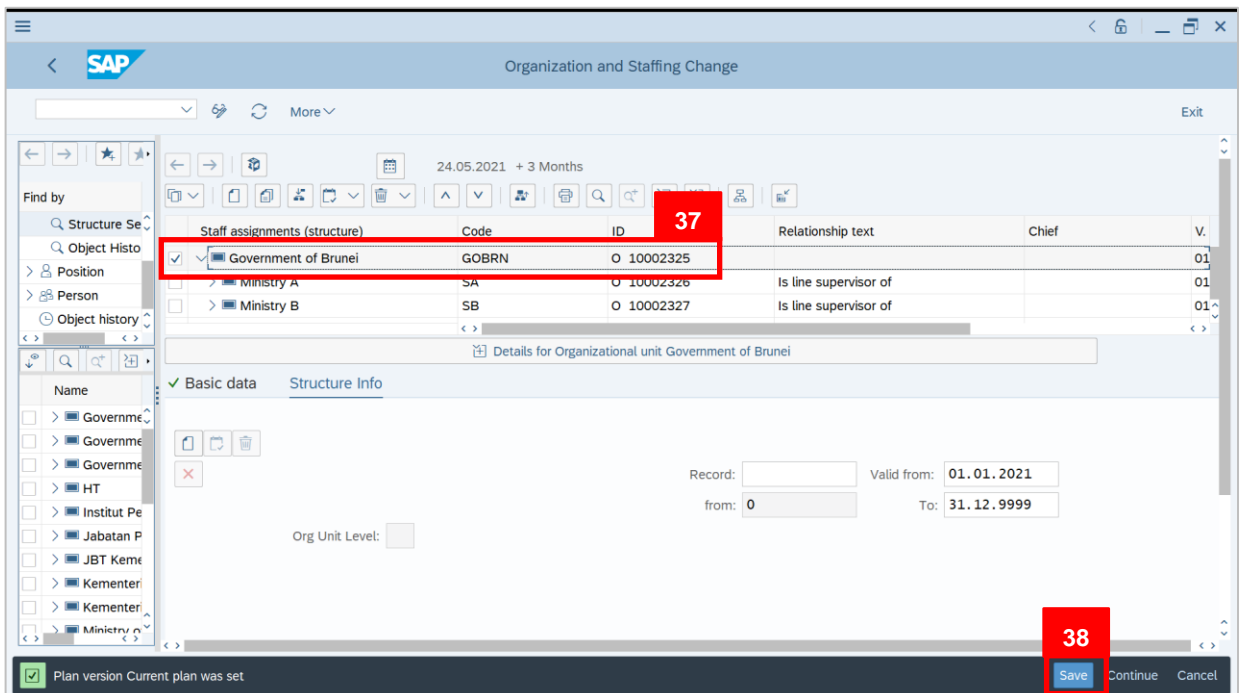 SAP
Organization and Staffing Change
More
Exit
24.05.2021 + 3 Months
Find by
Structure Se
Object Histo
Position
Person
Object history
37
Staff assignments (structure) Code ID Relationship text Chief V.
Government of Brunei GOBRN O 10002325 01
Ministry A SA O 10002326 Is line supervisor of 01
Ministry B SB O 10002327 Is line supervisor of 01
Details for Organizational unit Government of Brunei
Basic data Structure Info
Name
Governme
Governme
Governme
HT
Institut Pe
Jabatan P
JBT Keme
Kementeri
Kementeri
Ministry o
Record: Valid from: 01.01.2021
from: 0 To: 31.12.9999
Org Unit Level:
38
Plan version Current plan was set Save Continue Cancel